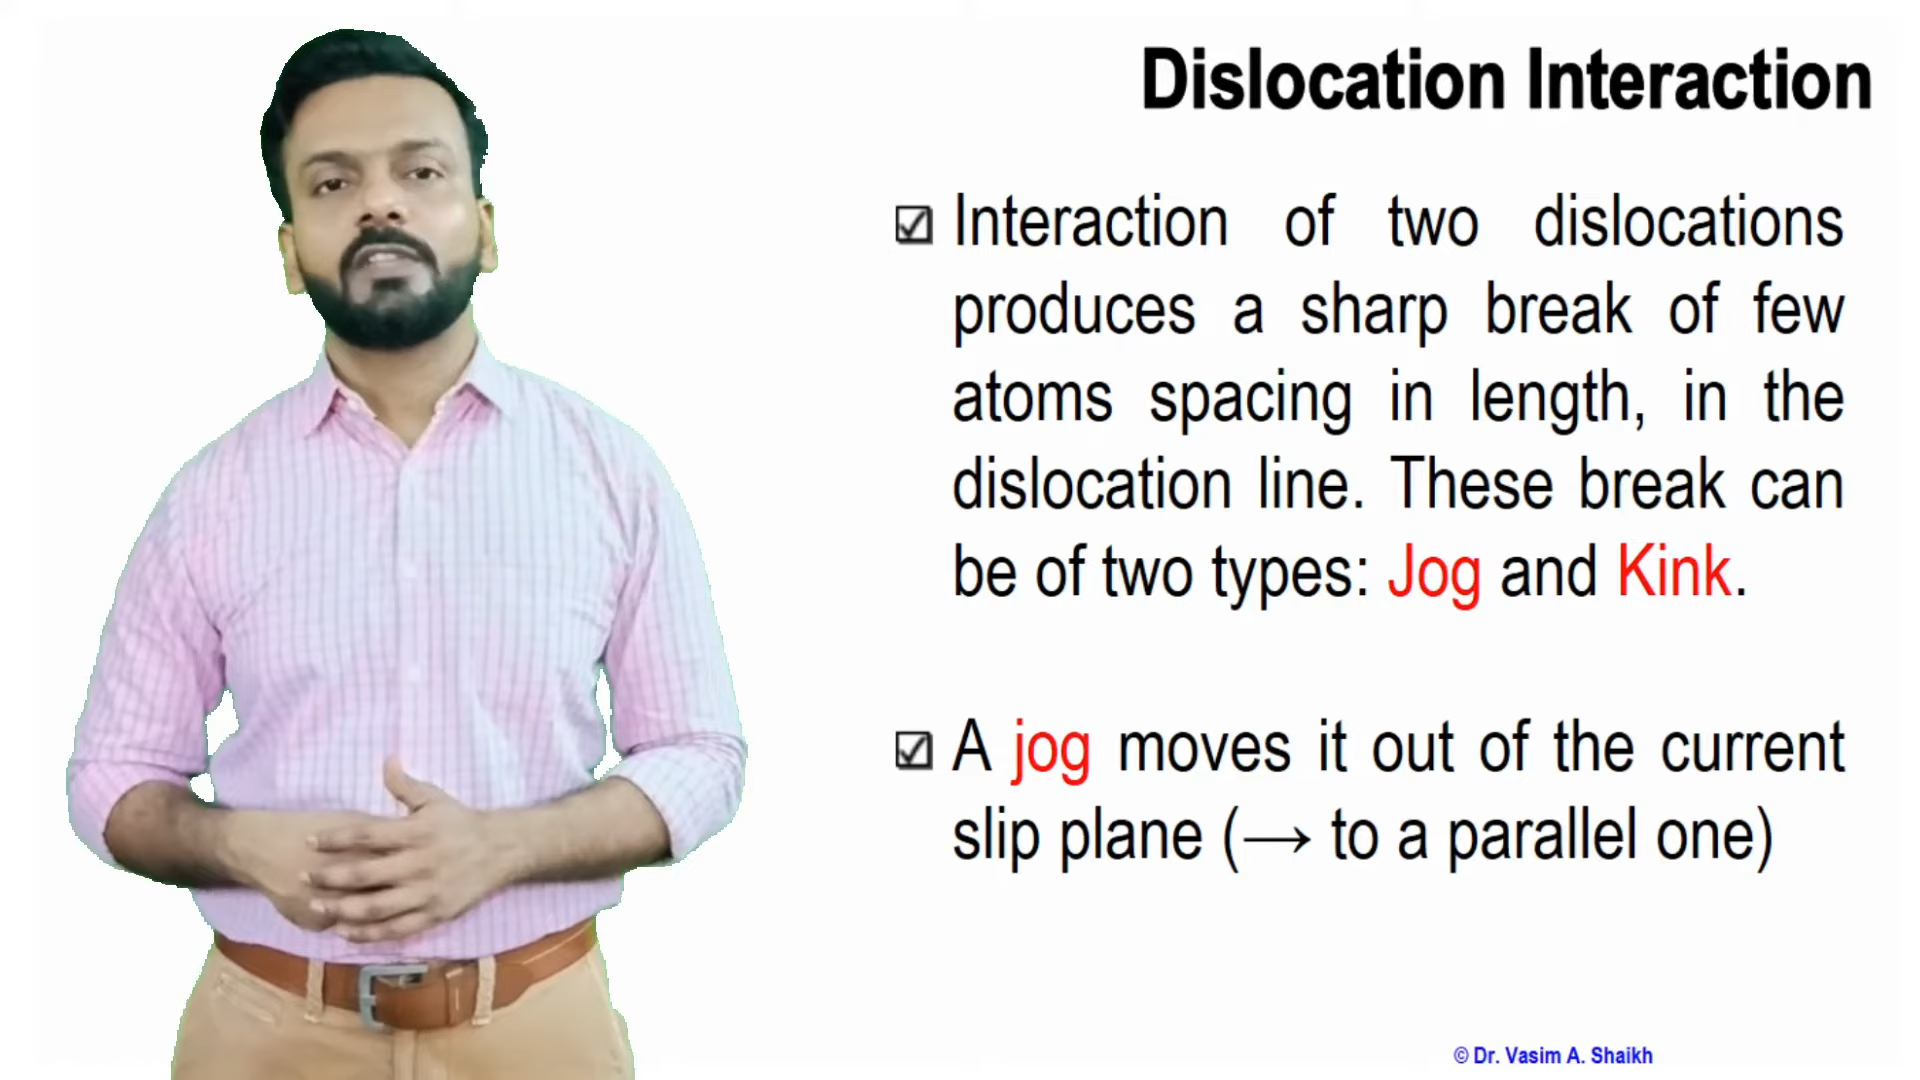 Dislocation Interaction
Interaction of two dislocations
produces a sharp break of few
atoms spacing in length, in the
dislocation line. These break can
be of two types: Jog and Kink.
A jog moves it out of the current
slip plane (→ to a parallel one)
© Dr. Vasim A. Shaikh